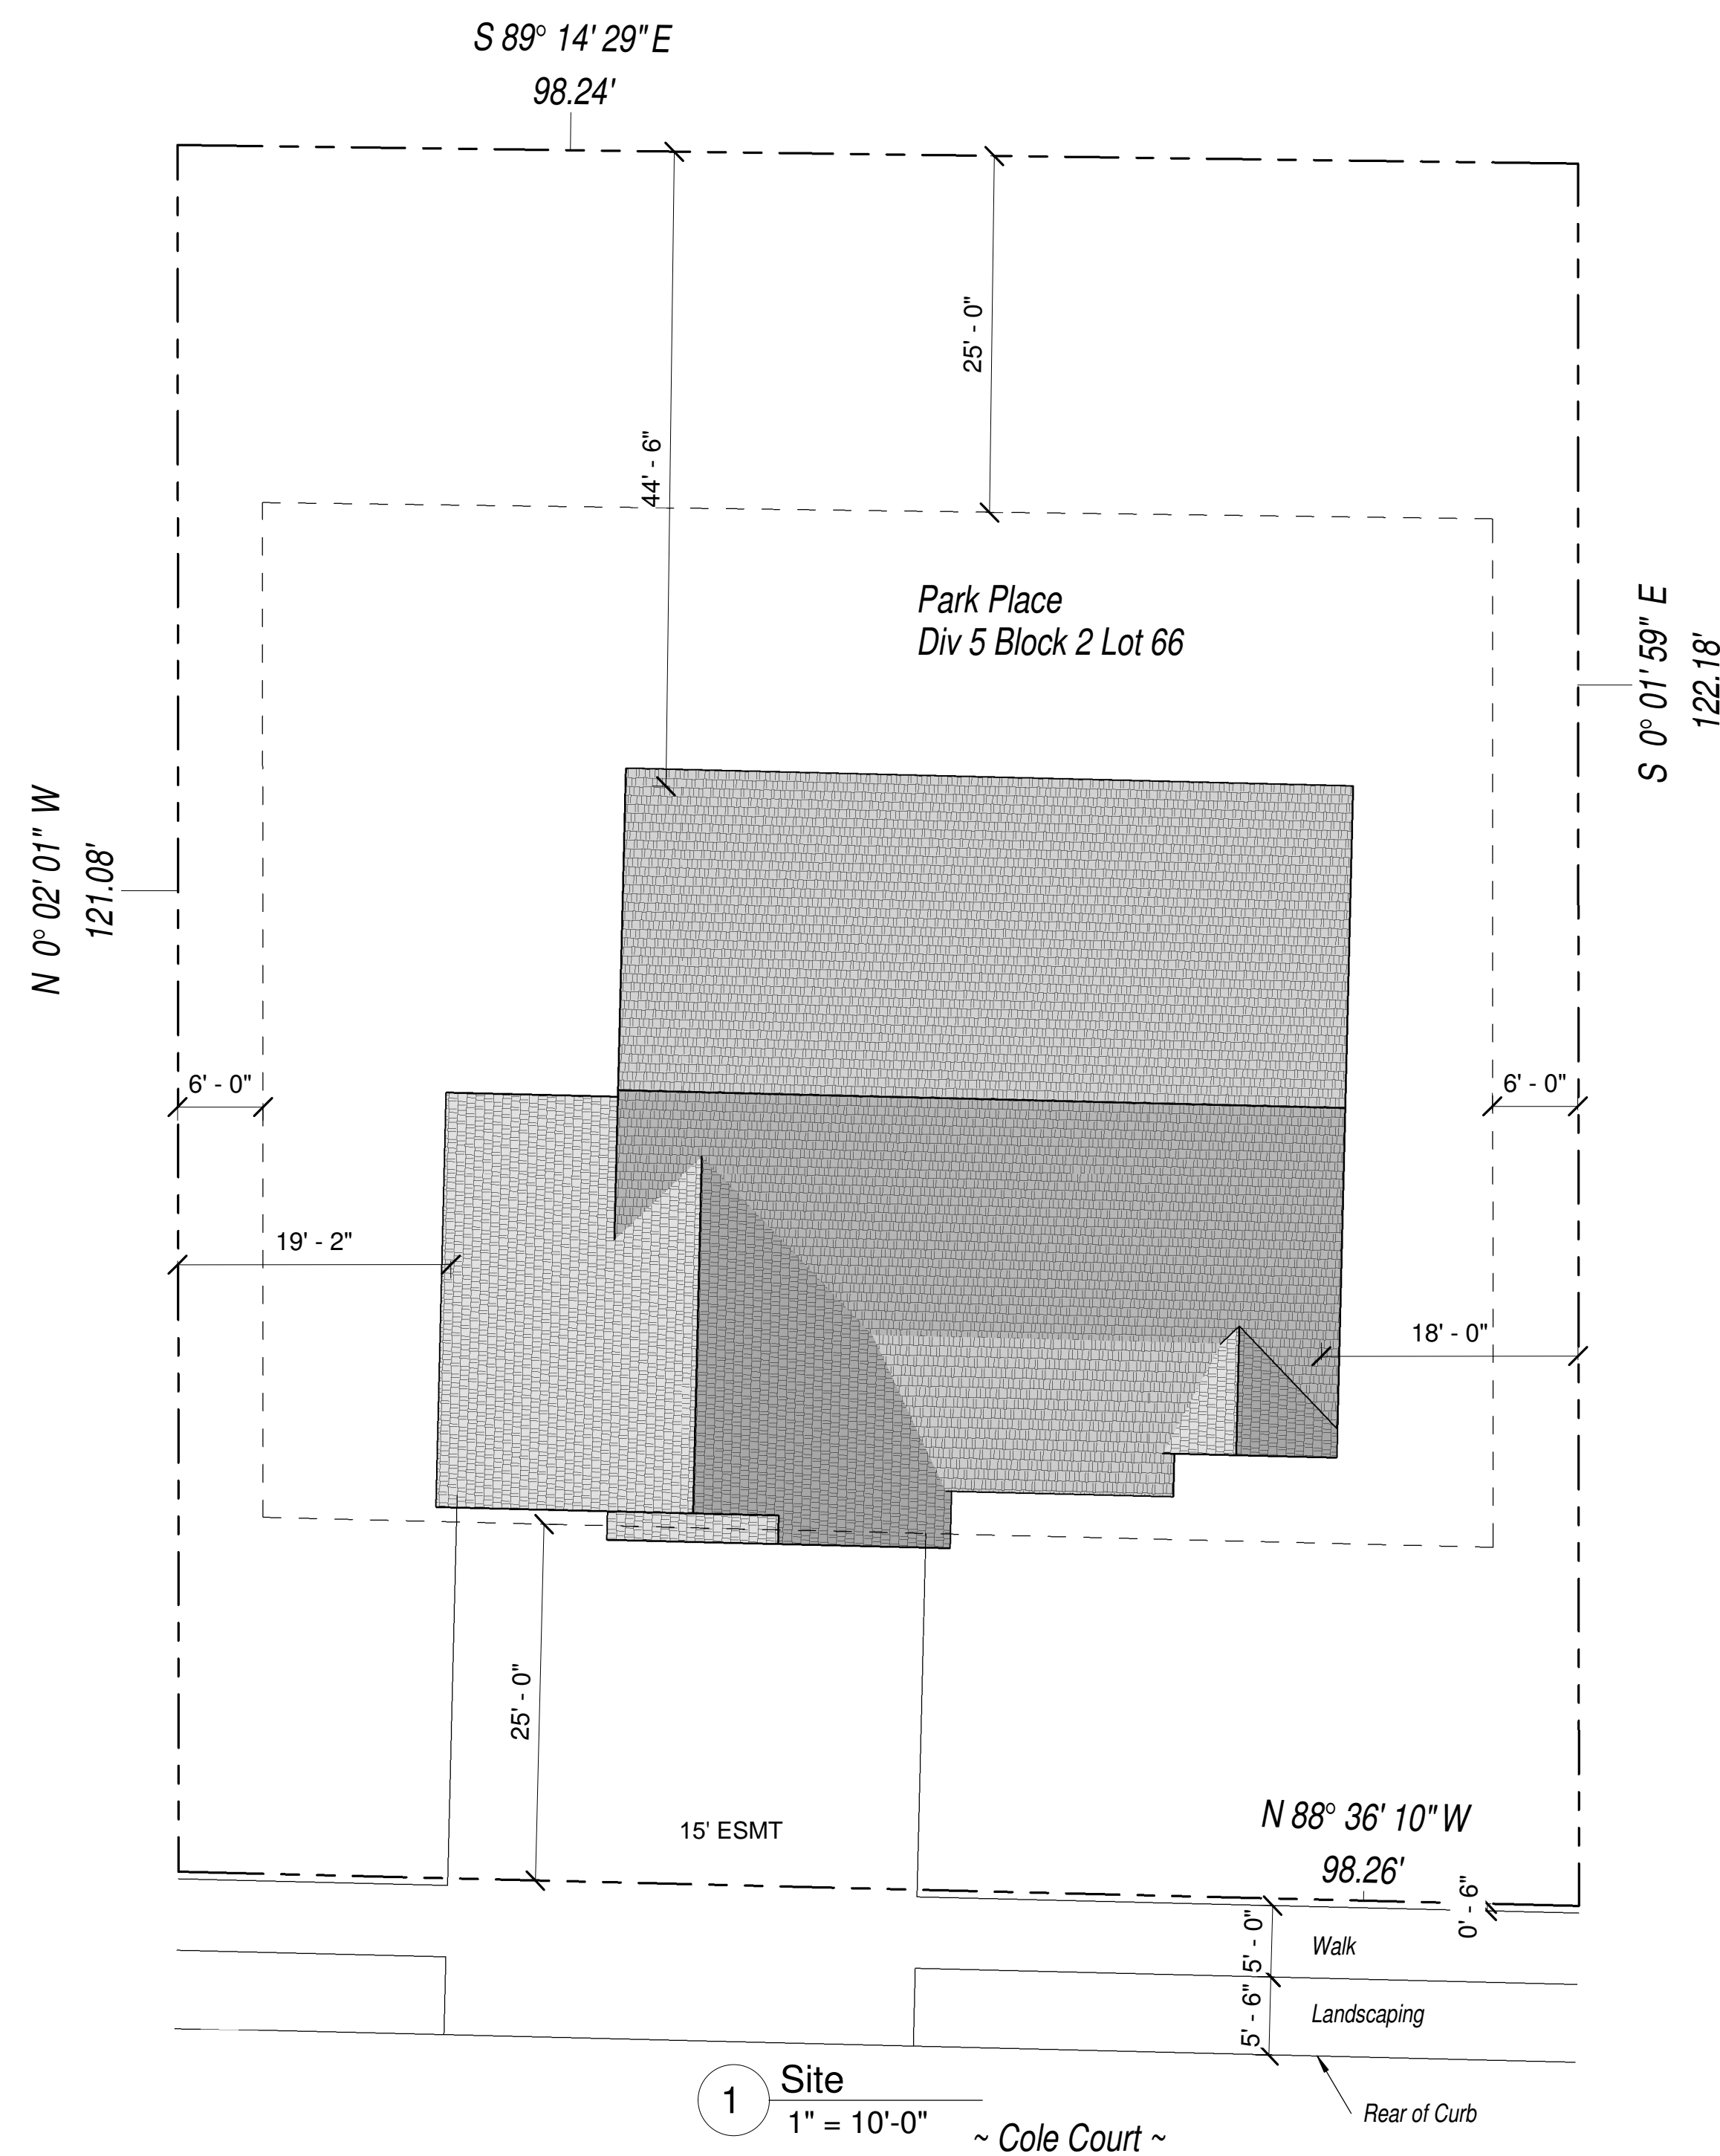 S 89° 14' 29" E
98.24'
25' - 0"
44' - 6"
Park Place
Div 5 Block 2 Lot 66
S 0° 01' 59" E
122.18'
N 0° 02' 01" W
121.08'
6' - 0"
6' - 0"
19' - 2"
18' - 0"
25' - 0"
15' ESMT
N 88° 36' 10" W
98.26'
0' - 6"
5' - 0"
Walk
5' - 6"
Landscaping
Rear of Curb
1
Site
1" = 10'-0"
~ Cole Court ~